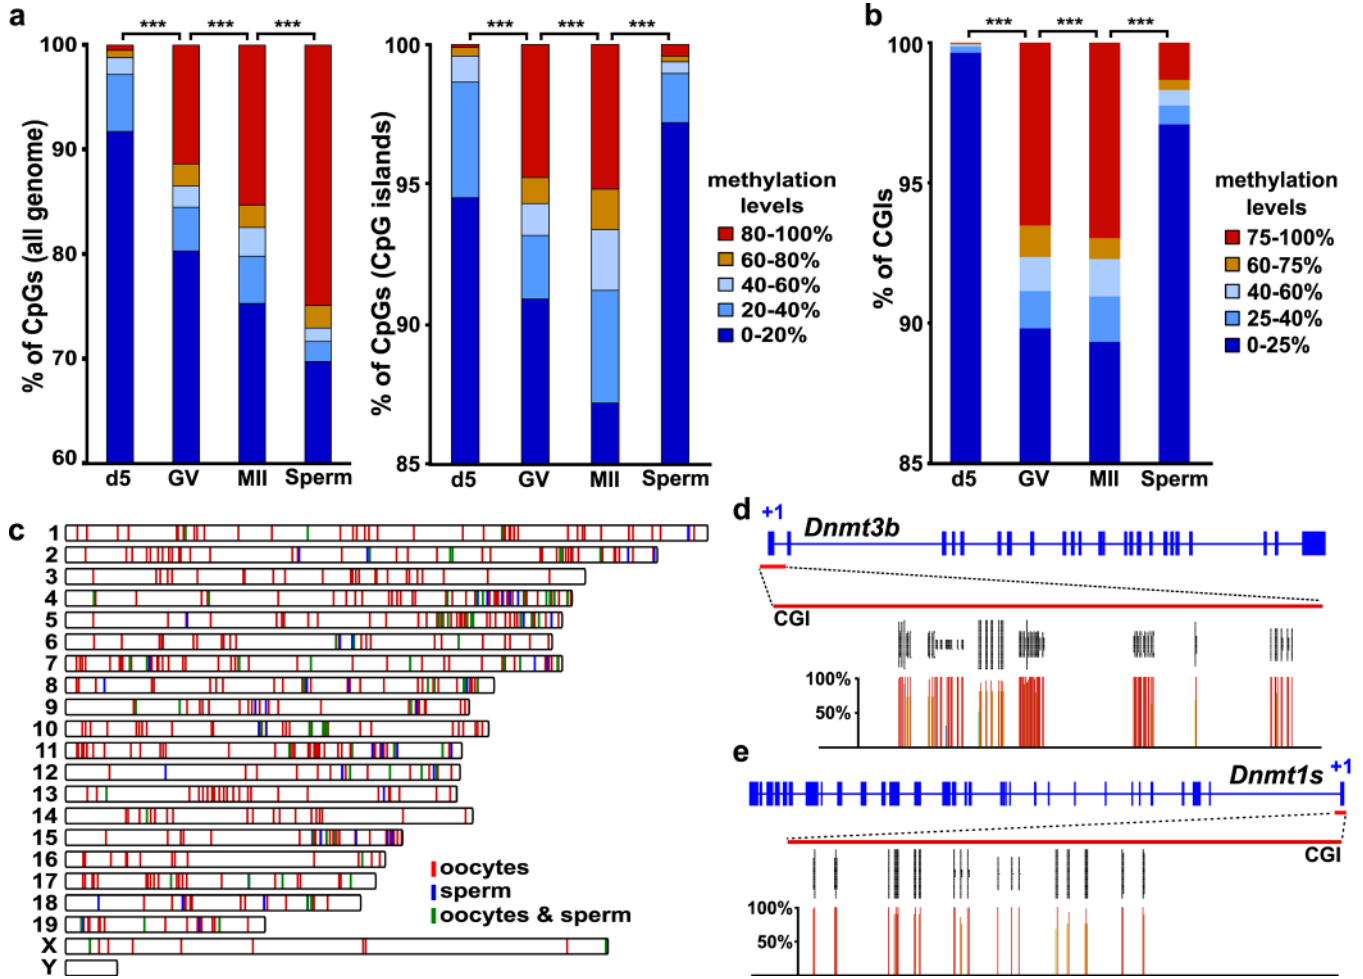 a
b
***
***
***
***
***
***
***
***
***
100
90
80
70
60
% of CpGs (all genome)
d5
GV
MII
Sperm
100
95
90
85
% of CpGs (CpG islands)
d5
GV
MII
Sperm
methylation
levels
80-100%
60-80%
40-60%
20-40%
0-20%
100
95
90
85
% of CGIs
d5
GV
MII
Sperm
methylation
levels
75-100%
60-75%
40-60%
25-40%
0-25%
c
1
2
3
4
5
6
7
8
9
10
11
12
13
14
15
16
17
18
19
X
Y
oocytes
sperm
oocytes & sperm
d
+1
Dnmt3b
CGI
100%
50%
e
Dnmt1s
+1
CGI
100%
50%